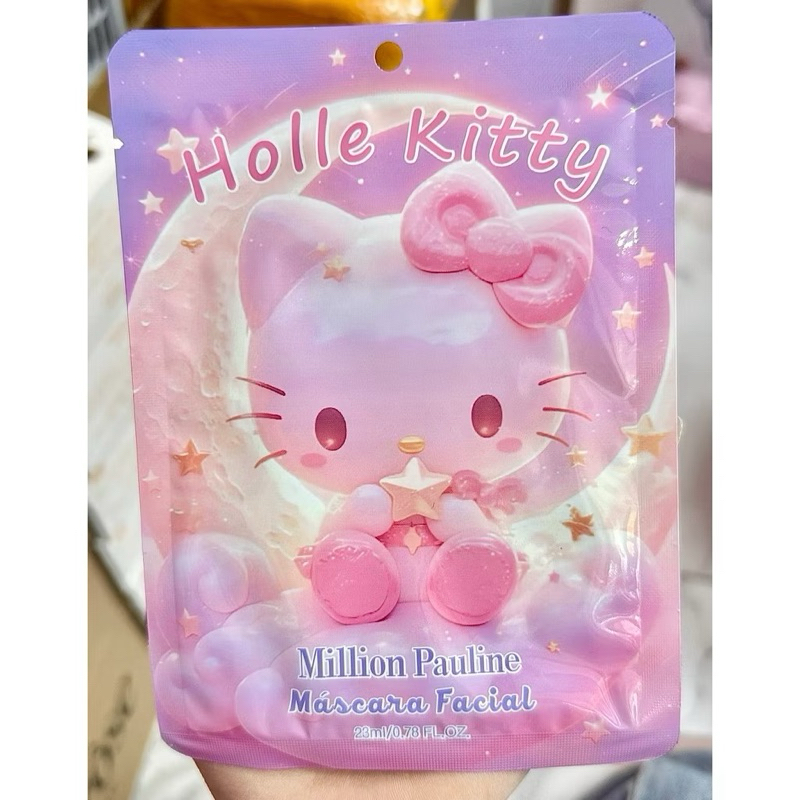 Holle Kitty
Million Pauline
Máscara Facial
23ml/0.78 FL.OZ.